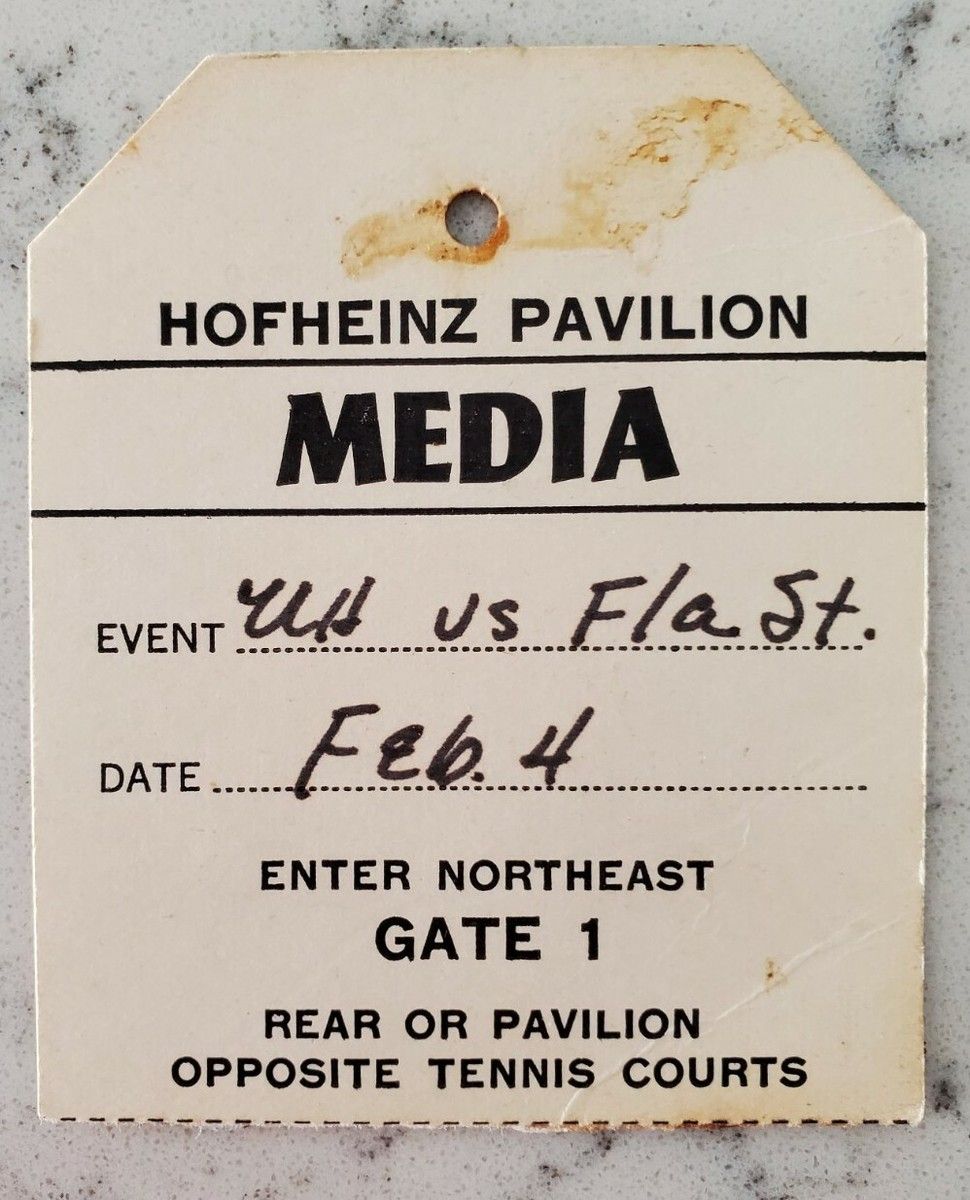 HOFHEINZ PAVILION
MEDIA
EVENT UH vs Fla St.
DATE Feb. 4
ENTER NORTHEAST
GATE 1
REAR OR PAVILION
OPPOSITE TENNIS COURTS